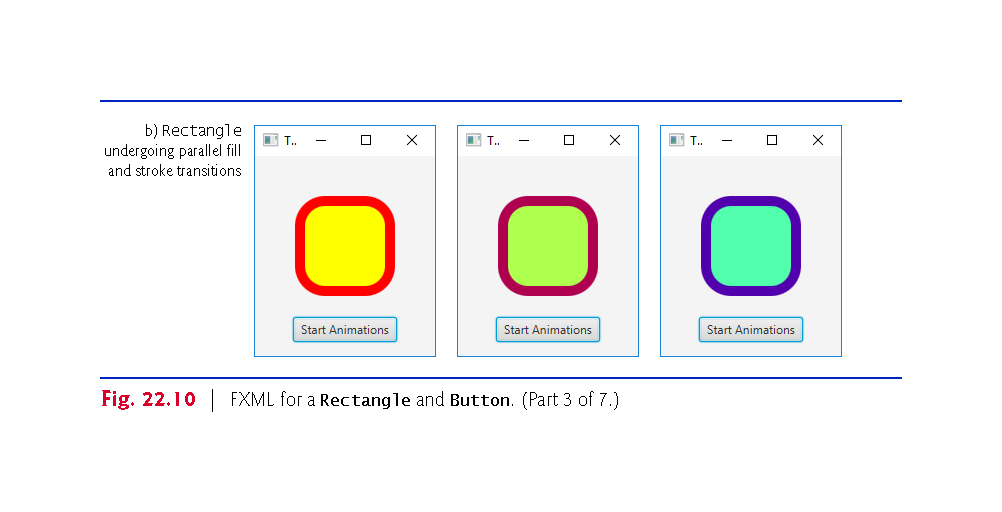 b) Rectangle
undergoing parallel fill
and stroke transitions
T..
T..
T..
Start Animations
Start Animations
Start Animations
Fig. 22.10 | FXML for a Rectangle and Button. (Part 3 of 7.)